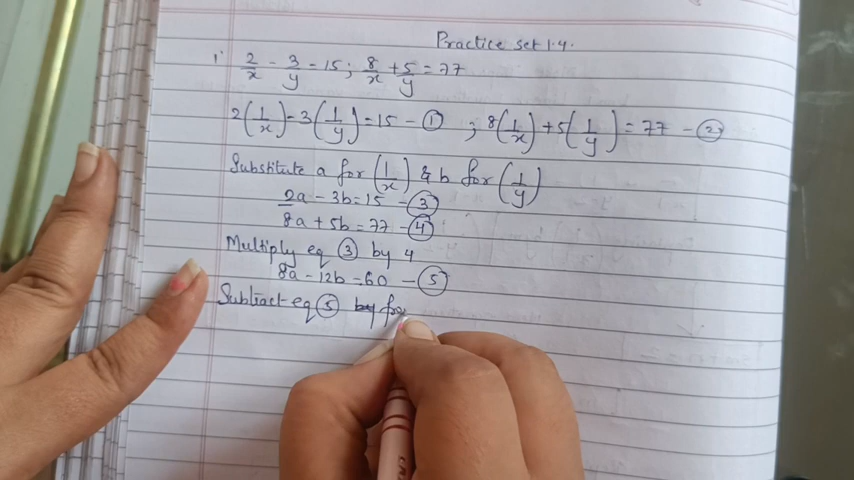 Practice set 1.4.
1. 2/x - 3/y = 15; 8/x + 5/y = 77
2(1/x) - 3(1/y) = 15 - ① ; 8(1/x) + 5(1/y) = 77 - ②
Substitute a for (1/x) & b for (1/y)
2a - 3b = 15 - ③
8a + 5b = 77 - ④
Multiply eq ③ by 4
8a - 12b = 60 - ⑤
Subtract eq ⑤ by fro